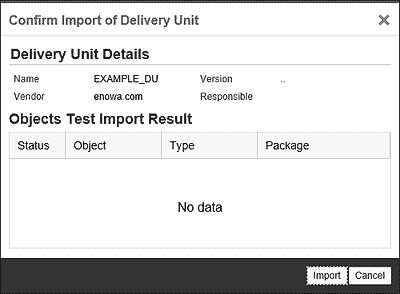 Confirm Import of Delivery Unit
Delivery Unit Details
Name EXAMPLE_DU Version ..
Vendor enowa.com Responsible
Objects Test Import Result
Status Object Type Package
No data
Import Cancel